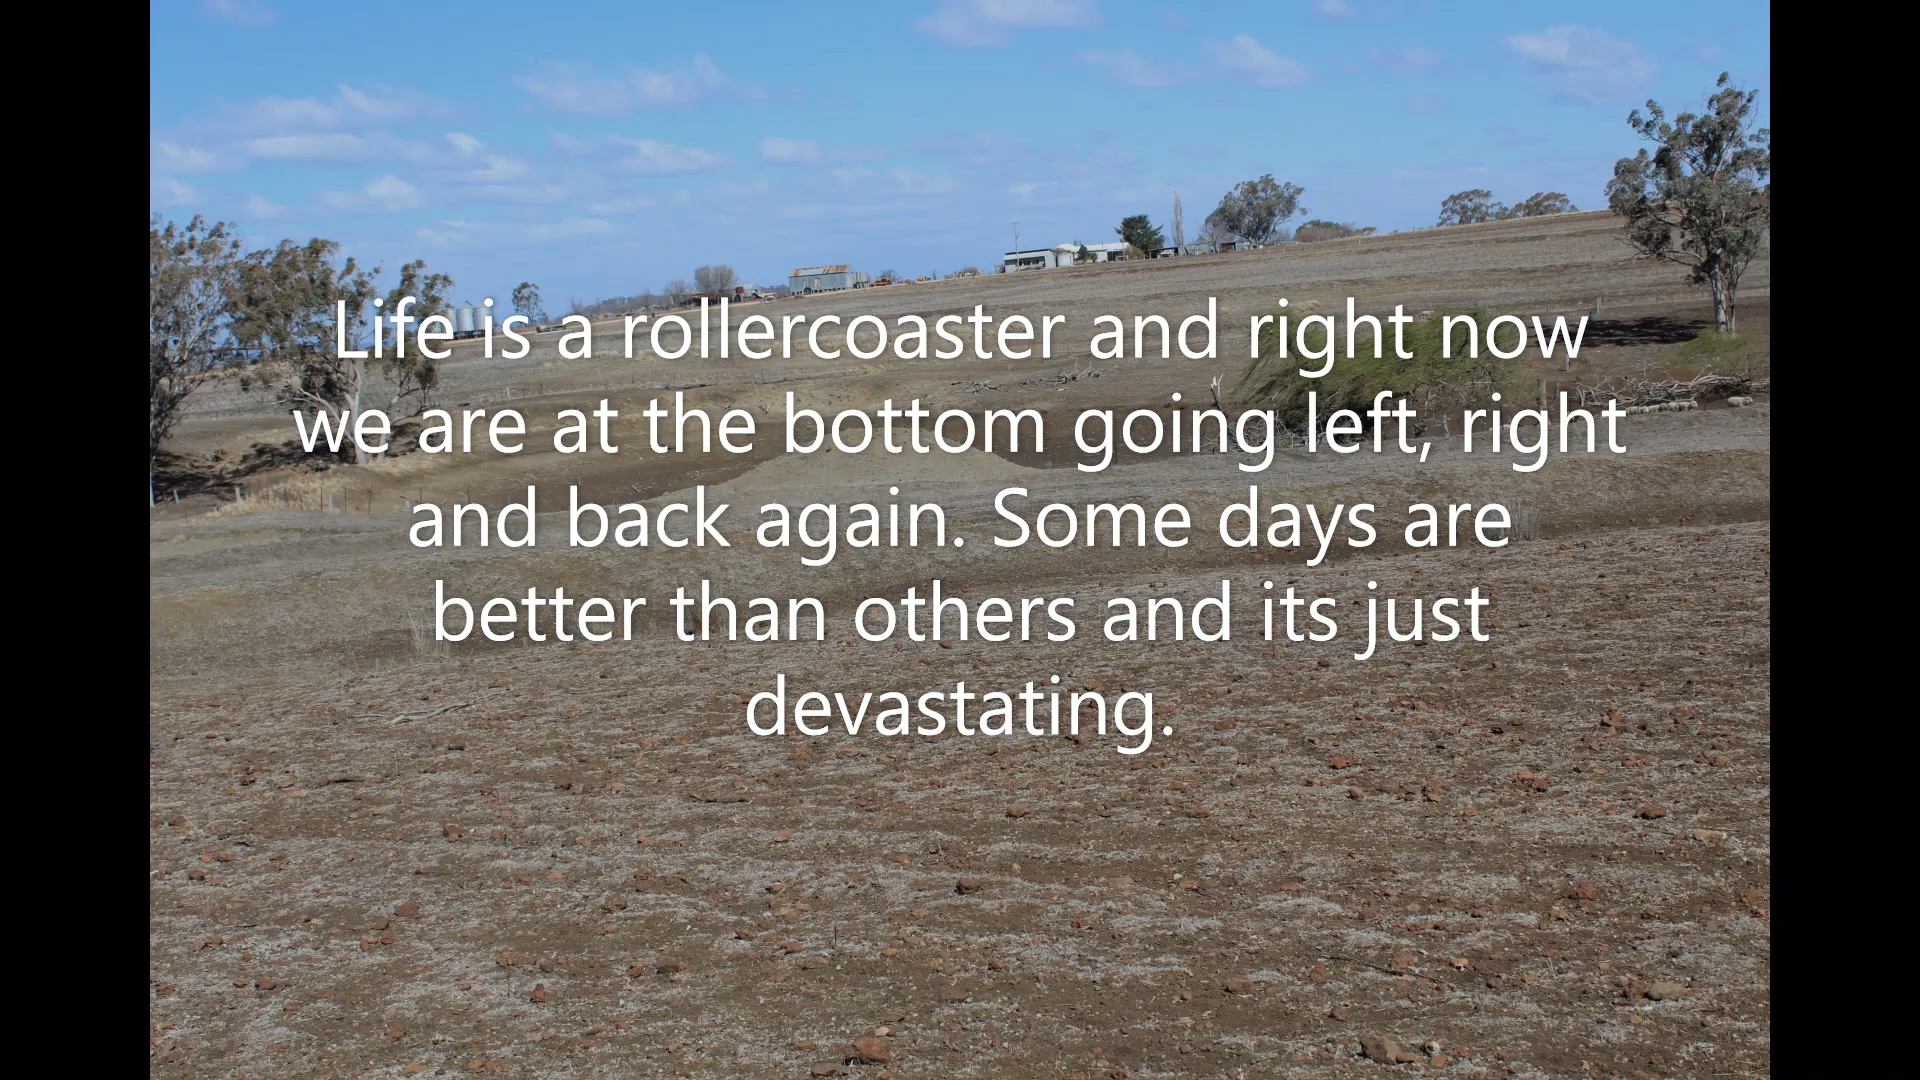 Life is a rollercoaster and right now
we are at the bottom going left, right
and back again. Some days are
better than others and its just
devastating.